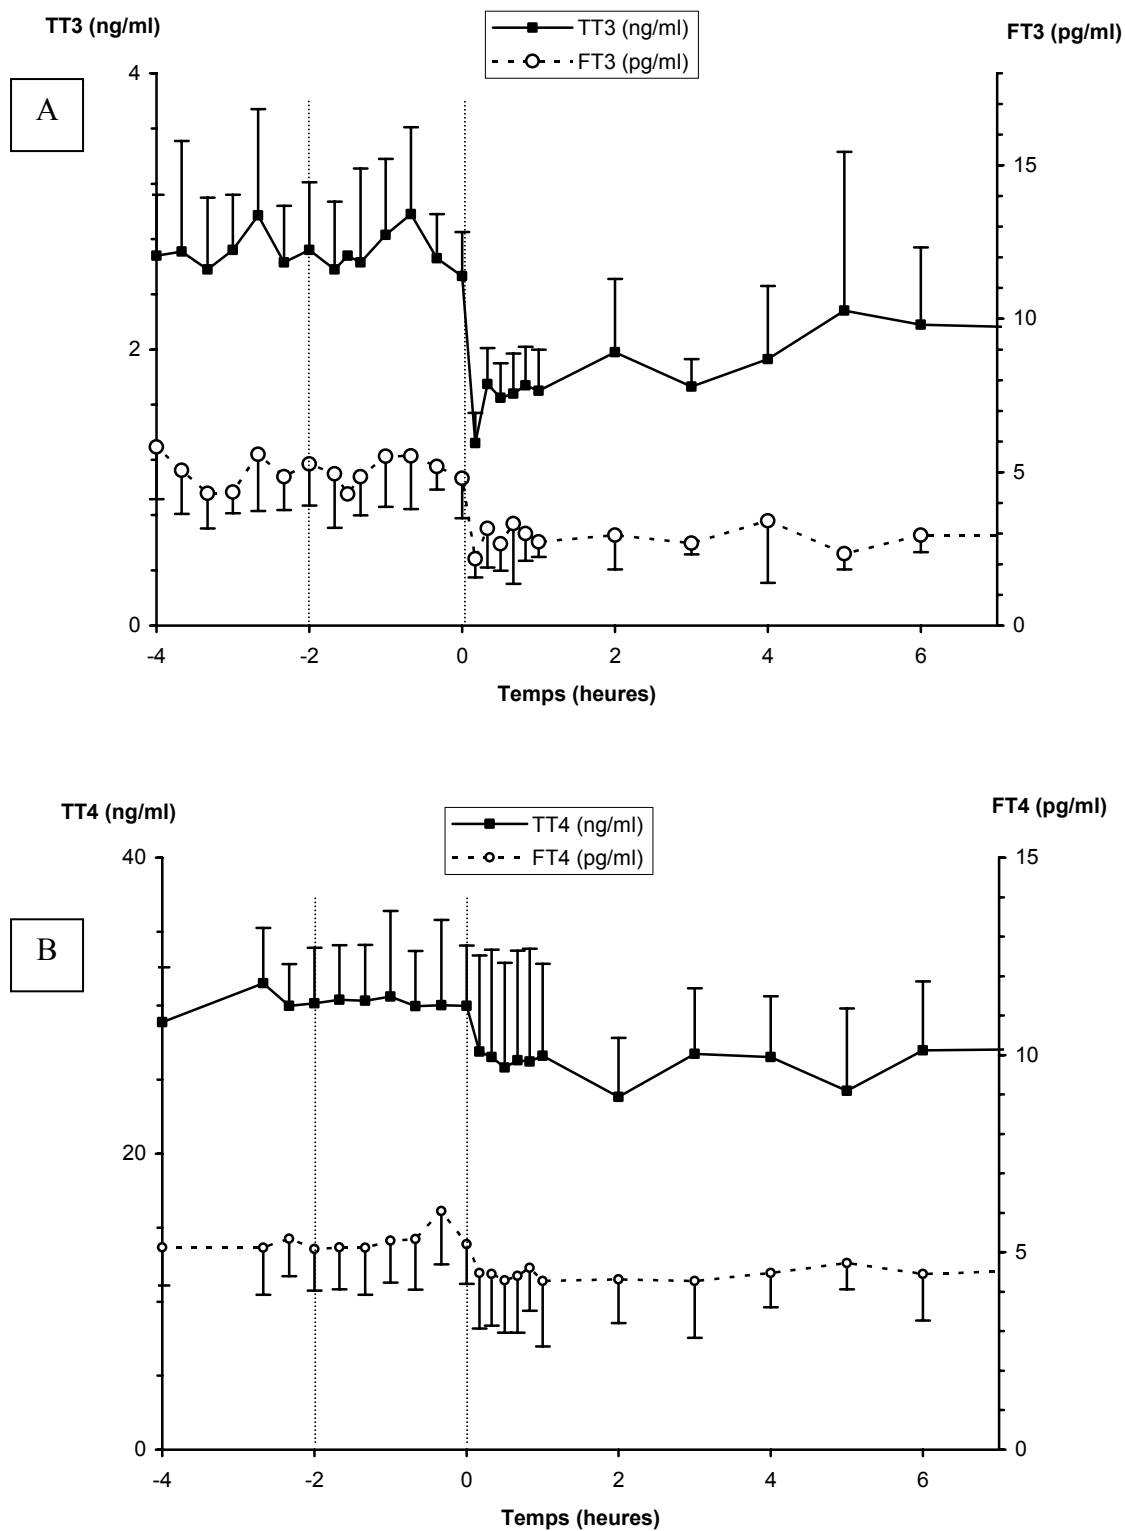 TT3 (ng/ml)
TT3 (ng/ml)
FT3 (pg/ml)
FT3 (pg/ml)
A
4
2
0
15
10
5
0
-4 -2 0 2 4 6
Temps (heures)
TT4 (ng/ml)
TT4 (ng/ml)
FT4 (pg/ml)
FT4 (pg/ml)
B
40
20
0
15
10
5
0
-4 -2 0 2 4 6
Temps (heures)